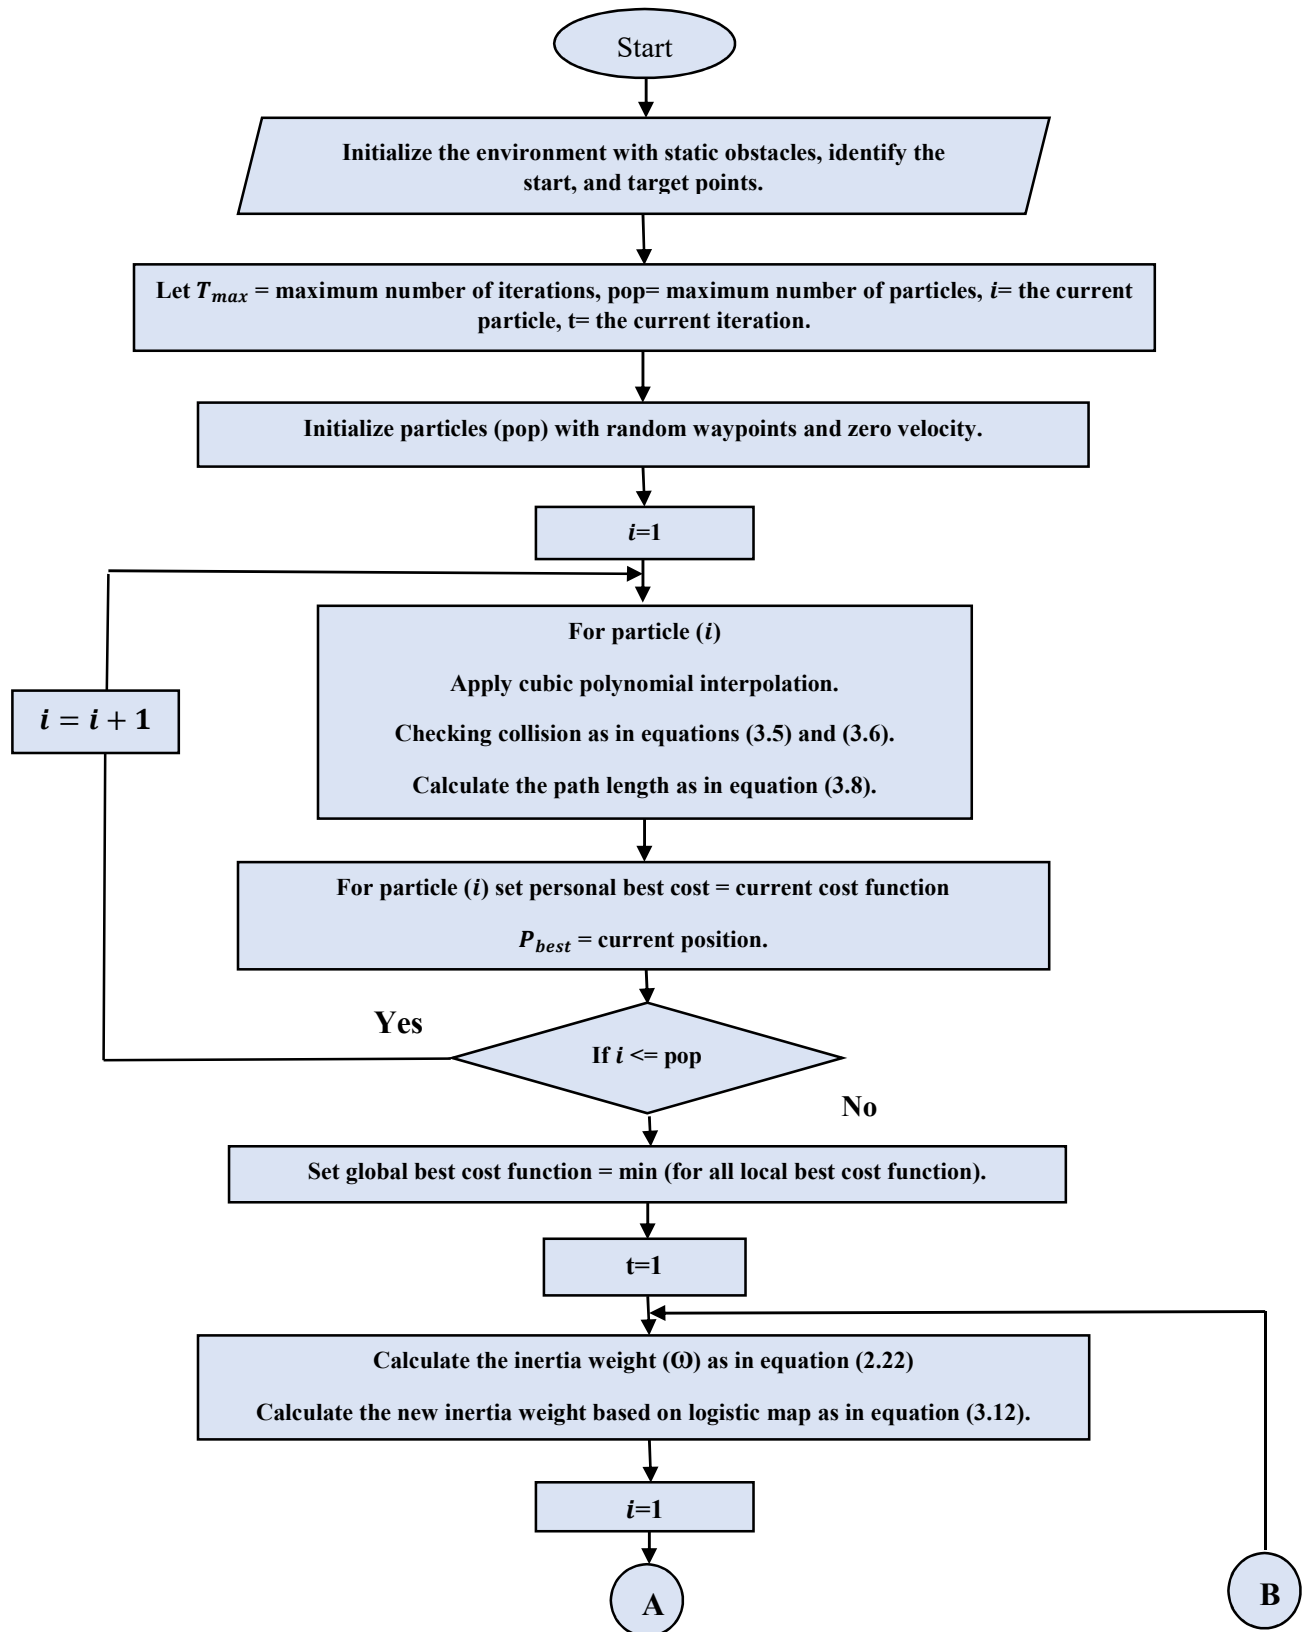 Start
Initialize the environment with static obstacles, identify the
start, and target points.
Let T_max = maximum number of iterations, pop= maximum number of particles, i= the current
particle, t= the current iteration.
Initialize particles (pop) with random waypoints and zero velocity.
i=1
For particle (i)
Apply cubic polynomial interpolation.
i = i + 1
Checking collision as in equations (3.5) and (3.6).
Calculate the path length as in equation (3.8).
For particle (i) set personal best cost = current cost function
P_best = current position.
Yes
If i <= pop
No
Set global best cost function = min (for all local best cost function).
t=1
Calculate the inertia weight (ω) as in equation (2.22)
Calculate the new inertia weight based on logistic map as in equation (3.12).
i=1
A
B